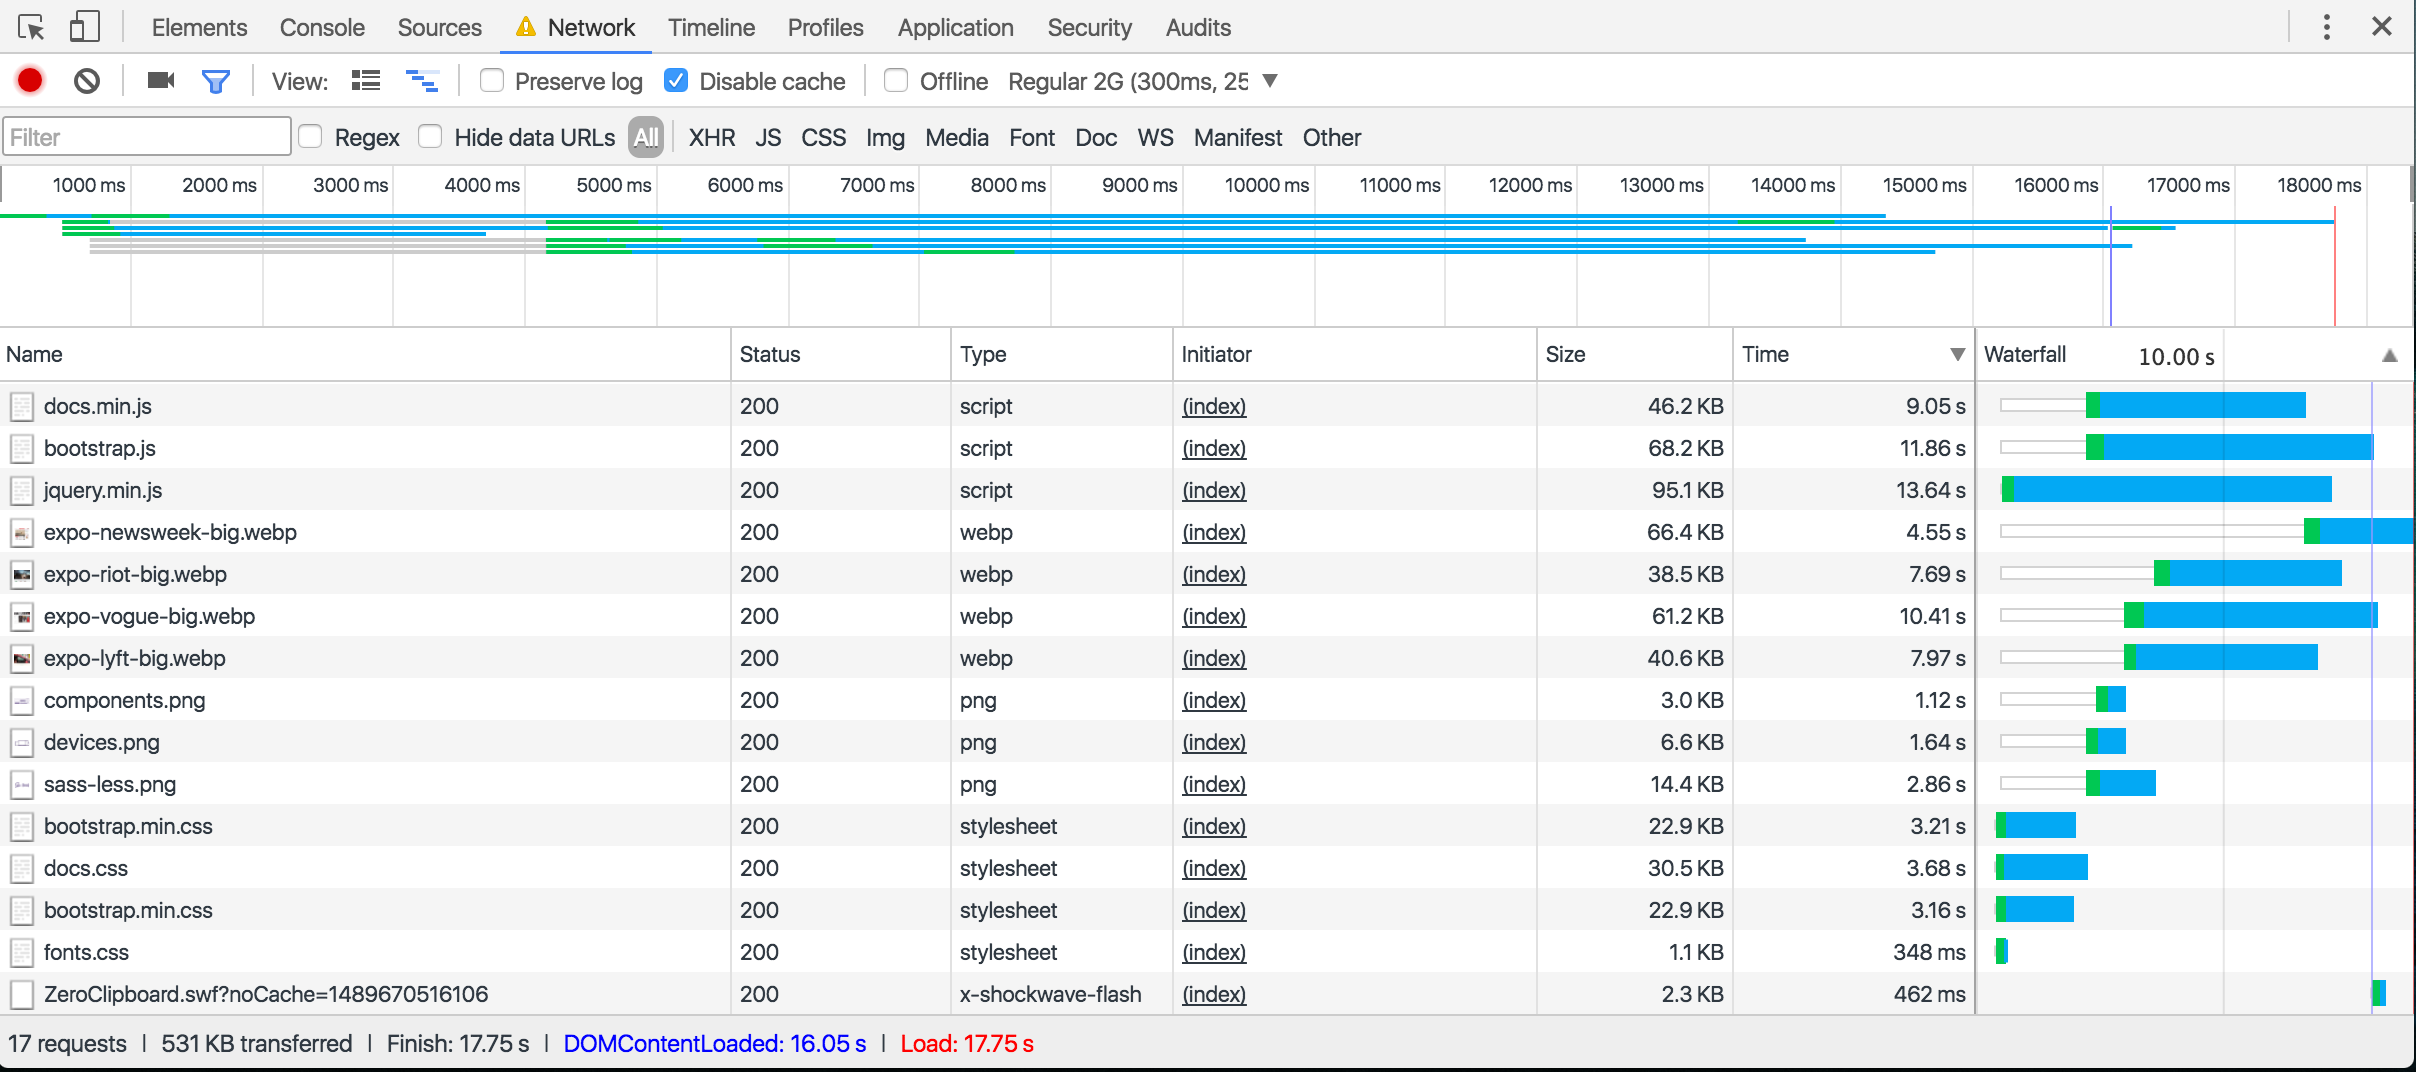 Elements Console Sources Network Timeline Profiles Application Security Audits
View: Preserve log Disable cache Offline Regular 2G (300ms, 25
Filter Regex Hide data URLs All XHR JS CSS Img Media Font Doc WS Manifest Other
1000 ms 2000 ms 3000 ms 4000 ms 5000 ms 6000 ms 7000 ms 8000 ms 9000 ms 10000 ms 11000 ms 12000 ms 13000 ms 14000 ms 15000 ms 16000 ms 17000 ms 18000 ms
Name Status Type Initiator Size Time Waterfall 10.00 s
docs.min.js 200 script (index) 46.2 KB 9.05 s
bootstrap.js 200 script (index) 68.2 KB 11.86 s
jquery.min.js 200 script (index) 95.1 KB 13.64 s
expo-newsweek-big.webp 200 webp (index) 66.4 KB 4.55 s
expo-riot-big.webp 200 webp (index) 38.5 KB 7.69 s
expo-vogue-big.webp 200 webp (index) 61.2 KB 10.41 s
expo-lyft-big.webp 200 webp (index) 40.6 KB 7.97 s
components.png 200 png (index) 3.0 KB 1.12 s
devices.png 200 png (index) 6.6 KB 1.64 s
sass-less.png 200 png (index) 14.4 KB 2.86 s
bootstrap.min.css 200 stylesheet (index) 22.9 KB 3.21 s
docs.css 200 stylesheet (index) 30.5 KB 3.68 s
bootstrap.min.css 200 stylesheet (index) 22.9 KB 3.16 s
fonts.css 200 stylesheet (index) 1.1 KB 348 ms
ZeroClipboard.swf?noCache=1489670516106 200 x-shockwave-flash (index) 2.3 KB 462 ms
17 requests | 531 KB transferred | Finish: 17.75 s | DOMContentLoaded: 16.05 s | Load: 17.75 s